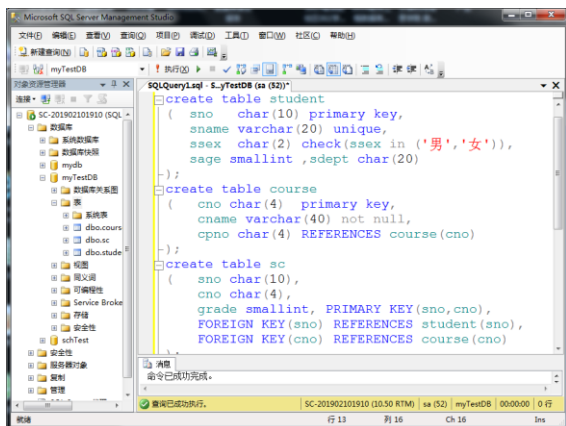 Microsoft SQL Server Management Studio
文件(F) 编辑(E) 查看(V) 查询(Q) 项目(P) 调试(D) 工具(T) 窗口(W) 社区(C) 帮助(H)
新建查询(N)
myTestDB
执行(X)
对象资源管理器
连接
SC-201902101910 (SQL
数据库
系统数据库
数据库快照
mydb
myTestDB
数据库关系图
表
系统表
dbo.cours
dbo.sc
dbo.stude
视图
同义词
可编程性
Service Broke
存储
安全性
schTest
安全性
服务器对象
复制
管理
SQLQuery1.sql - S...yTestDB (sa (52))*
create table student
( sno char(10) primary key,
sname varchar(20) unique,
ssex char(2) check(ssex in ('男','女')),
sage smallint ,sdept char(20)
);
create table course
( cno char(4) primary key,
cname varchar(40) not null,
cpno char(4) REFERENCES course(cno)
);
create table sc
( sno char(10),
cno char(4),
grade smallint, PRIMARY KEY(sno,cno),
FOREIGN KEY(sno) REFERENCES student(sno),
FOREIGN KEY(cno) REFERENCES course(cno)
消息
命令已成功完成。
查询已成功执行。 SC-201902101910 (10.50 RTM) sa (52) myTestDB 00:00:00 0 行
就绪 行 13 列 16 Ch 16 Ins